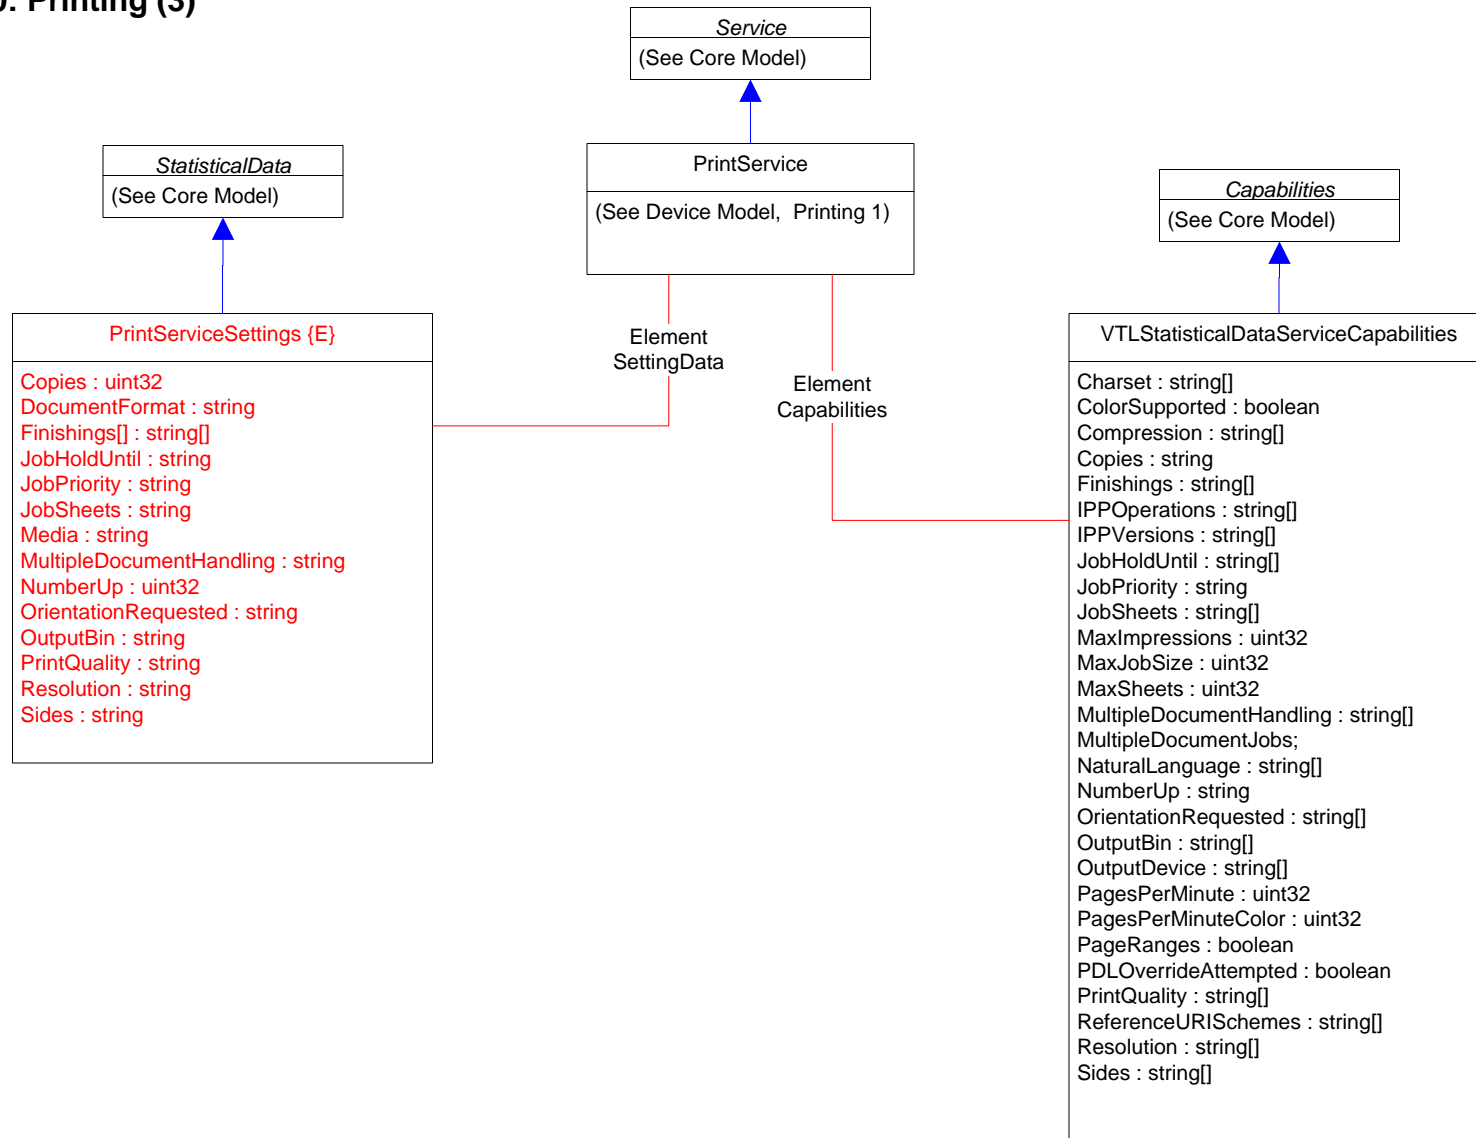 : Printing (3)
Service
(See Core Model)
StatisticalData
(See Core Model)
PrintService
(See Device Model,  Printing 1)
Capabilities
(See Core Model)
PrintServiceSettings {E}
Copies : uint32
DocumentFormat : string
Finishings[] : string[]
JobHoldUntil : string
JobPriority : string
JobSheets : string
Media : string
MultipleDocumentHandling : string
NumberUp : uint32
OrientationRequested : string
OutputBin : string
PrintQuality : string
Resolution : string
Sides : string
Element
SettingData
Element
Capabilities
VTLStatisticalDataServiceCapabilities
Charset : string[]
ColorSupported : boolean
Compression : string[]
Copies : string
Finishings : string[]
IPPOperations : string[]
IPPVersions : string[]
JobHoldUntil : string[]
JobPriority : string
JobSheets : string[]
MaxImpressions : uint32
MaxJobSize : uint32
MaxSheets : uint32
MultipleDocumentHandling : string[]
MultipleDocumentJobs;
NaturalLanguage : string[]
NumberUp : string
OrientationRequested : string[]
OutputBin : string[]
OutputDevice : string[]
PagesPerMinute : uint32
PagesPerMinuteColor : uint32
PageRanges : boolean
PDLOverrideAttempted : boolean
PrintQuality : string[]
ReferenceURISchemes : string[]
Resolution : string[]
Sides : string[]